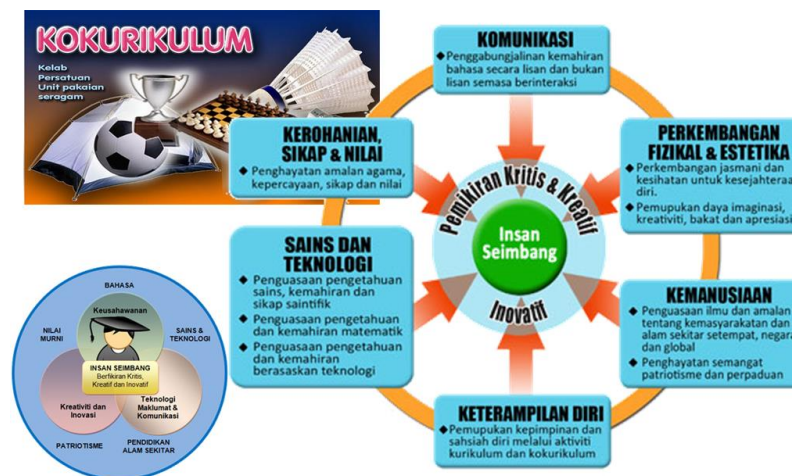 KOKURIKULUM
Kelab
Persatuan
Unit pakaian
seragam
KOMUNIKASI
Penggabungjalinan kemahiran
bahasa secara lisan dan bukan
lisan semasa berinteraksi
KEROHANIAN,
SIKAP & NILAI
Penghayatan amalan agama,
kepercayaan, sikap dan nilai
PERKEMBANGAN
FIZIKAL & ESTETIKA
Perkembangan jasmani dan
kesihatan untuk kesejahteraa
diri.
Pemupukan daya imaginasi,
kreativiti, bakat dan apresiasi
Pemikiran Kritis & Kreatif
Insan
Seimbang
Inovatif
SAINS DAN
TEKNOLOGI
Penguasaan pengetahuan
sains, kemahiran dan
sikap saintifik
Penguasaan pengetahuan
dan kemahiran matematik
Penguasaan pengetahuan
dan kemahiran
berasaskan teknologi
KEMANUSIAAN
Penguasaan ilmu dan amalan
tentang kemasyarakatan dan
alam sekitar setempat, negara
dan global
Penghayatan semangat
patriotisme dan perpaduan
KETERAMPILAN DIRI
Pemupukan kepimpinan dan
sahsiah diri melalui aktiviti
kurikulum dan kokurikulum
BAHASA
Keusahawanan
NILAI
MURNI
SAINS &
TEKNOLOGI
INSAN SEIMBANG
Berfikiran Kritis,
Kreatif dan Inovatif
Kreativiti dan
Inovasi
Teknologi
Maklumat &
Komunikasi
PATRIOTISME
PENDIDIKAN
ALAM SEKITAR